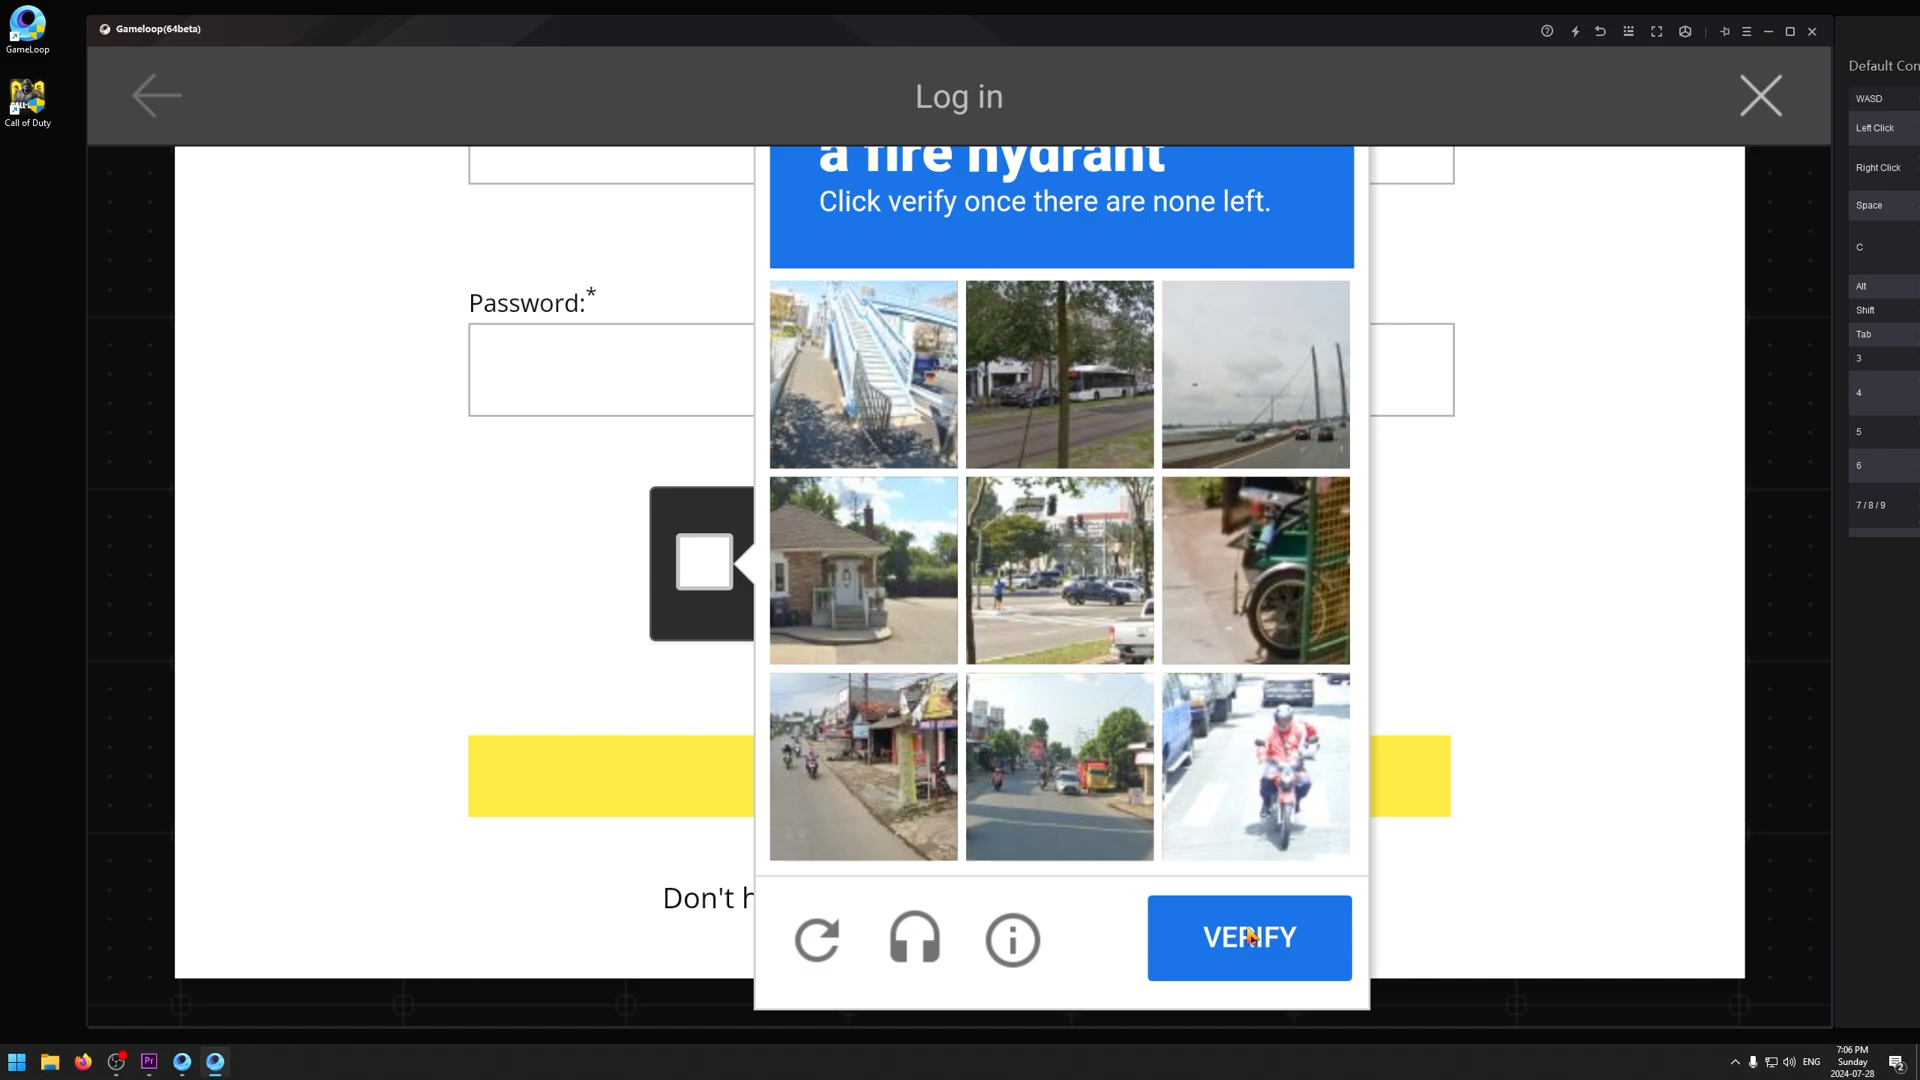 Gameloop(64beta)
GameLoop
Call of Duty
Log in
Default Con
WASD
Left Click
Right Click
Space
C
Alt
Shift
Tab
3
4
5
6
7 / 8 / 9
a fire hydrant
Click verify once there are none left.
Password:*
Don't h
VERIFY
Pr
ENG
7:06 PM
Sunday
2024-07-28
2